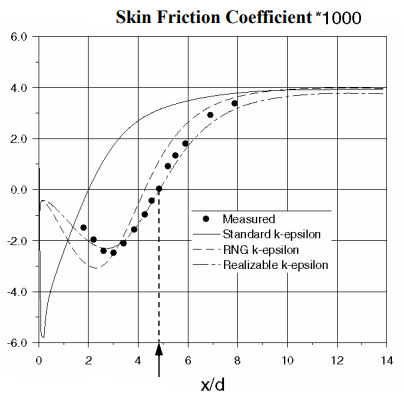 Skin Friction Coefficient *1000
6.0
4.0
2.0
0.0
-2.0
-4.0
-6.0
Measured
Standard k-epsilon
RNG k-epsilon
Realizable k-epsilon
0 2 4 6 8 10 12 14
x/d